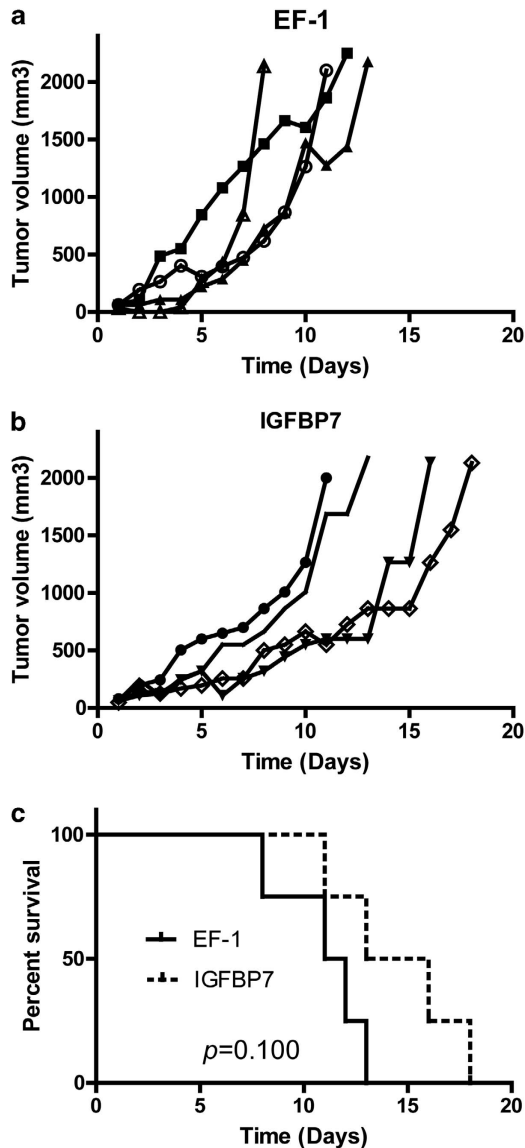 a
EF-1
Tumor volume (mm3)
2000
1500
1000
500
0
0 5 10 15 20
Time (Days)
b
IGFBP7
Tumor volume (mm3)
2000
1500
1000
500
0
0 5 10 15 20
Time (Days)
c
Percent survival
100
50
0
EF-1
IGFBP7
p=0.100
0 5 10 15 20
Time (Days)